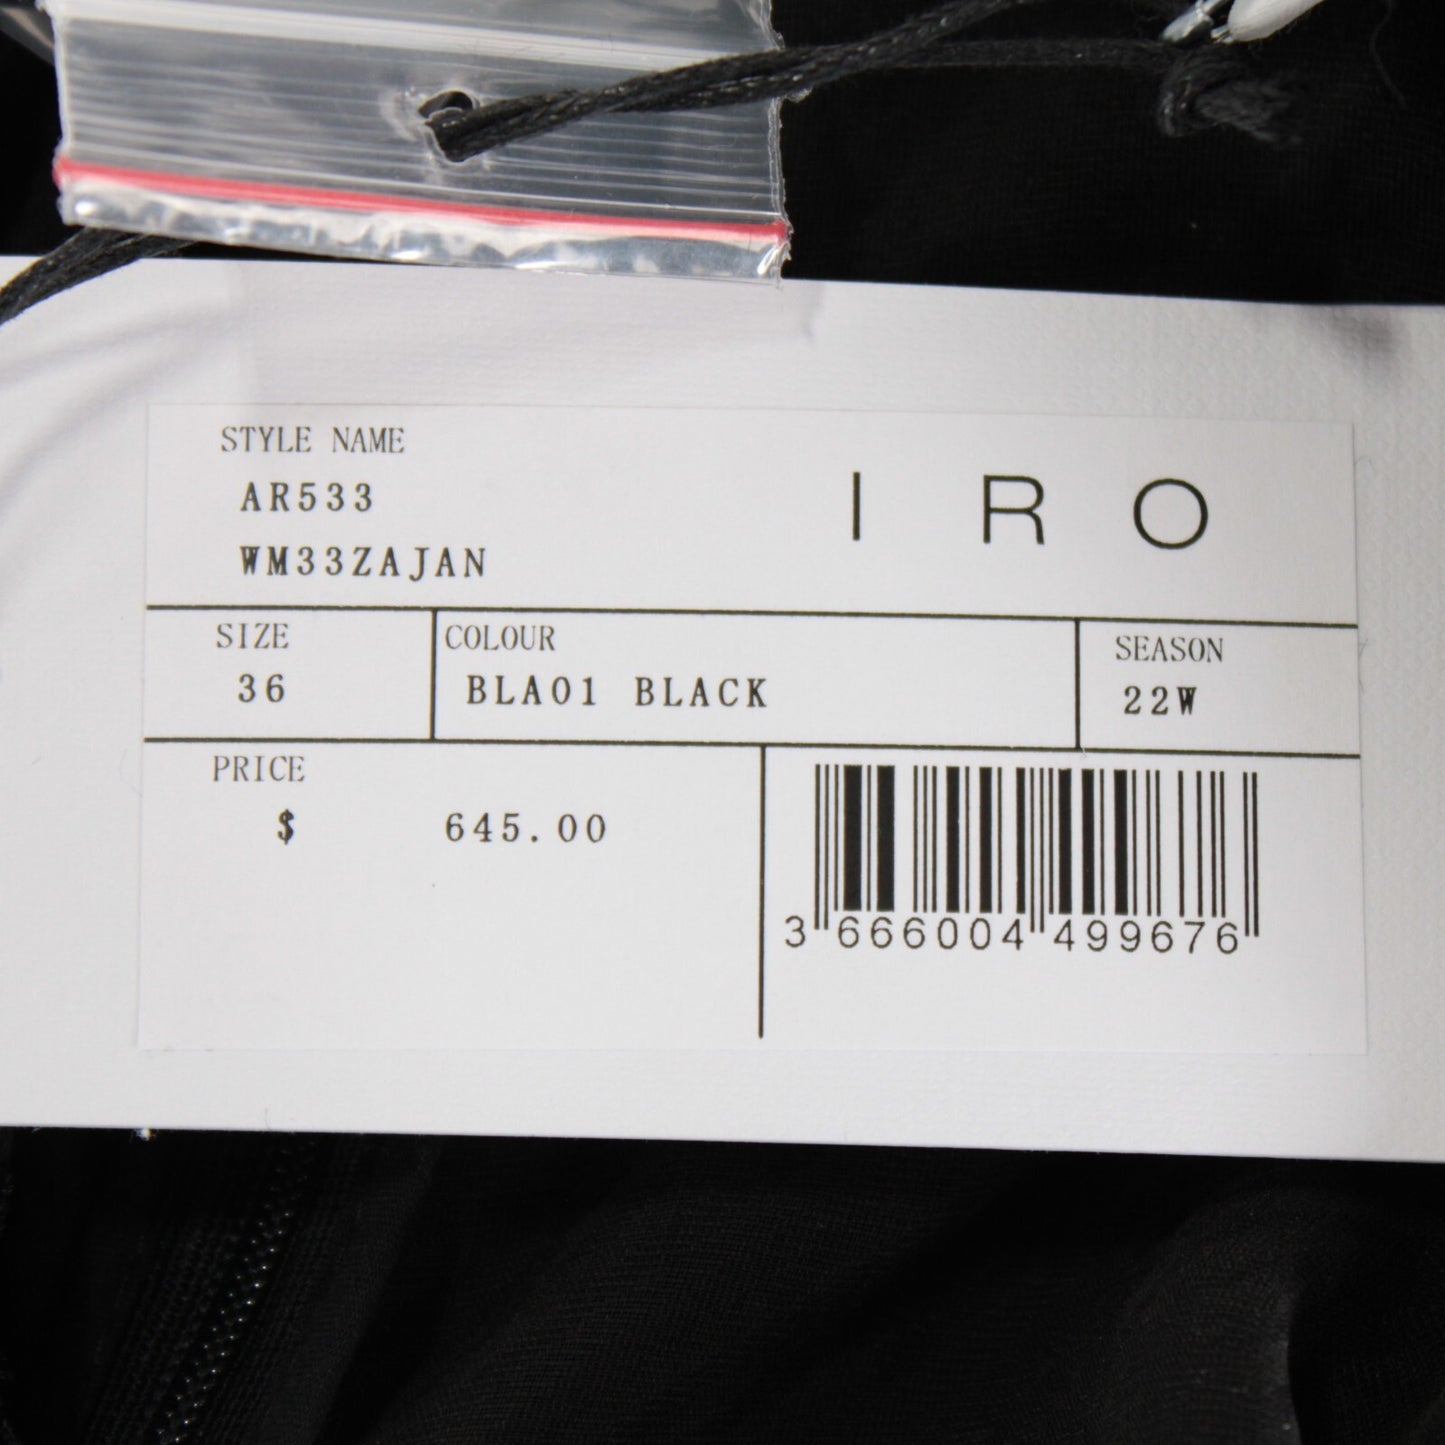 STYLE NAME
AR533
WM33ZAJAN
IRO
SIZE
36
COLOUR
BLA01 BLACK
SEASON
22W
PRICE
$ 645.00
3 666004 499676